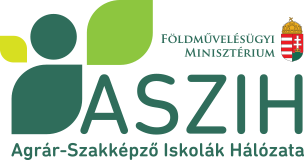 FÖLDMŰVELÉSÜGYI
MINISZTÉRIUM
ASZIH
Agrár-Szakképző Iskolák Hálózata